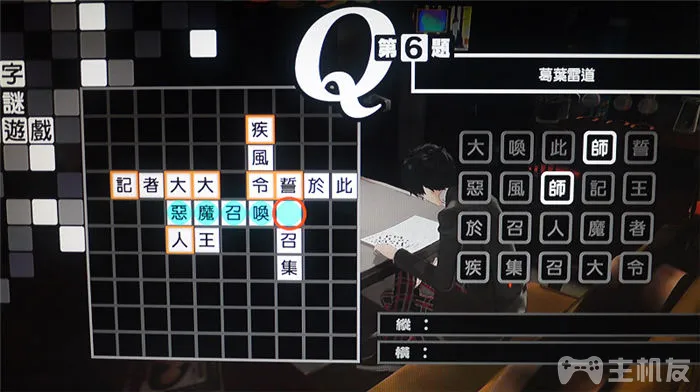 字謎遊戲
Q
第6題
葛葉雷道
疾
風
記者大大 令誓於此
惡魔召喚
人王 召
集
大喚此師誓
惡風師記王
於召人魔者
疾集召大令
縱：
橫：
主机友